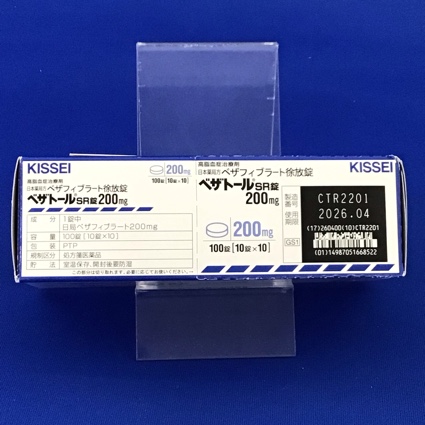 KISSEI
高脂血症治療剤
日本薬局方 ベザフィブラート徐放錠
ベザトール®SR錠200mg
200mg
100錠 [10錠×10]
成分 1錠中
日局ベザフィブラート200mg
容量 100錠 [10錠×10]
包装 PTP
規制区分 処方箋医薬品
貯法 室温保存、開封後要防湿
KISSEI
高脂血症治療剤
日本薬局方 ベザフィブラート徐放錠
ベザトール®SR錠
200mg
200mg
100錠 [10錠×10]
製造番号 CTR2201
使用期限 2026.04
(17)260400(10)CTR2201
GS1
(01)14987051668522